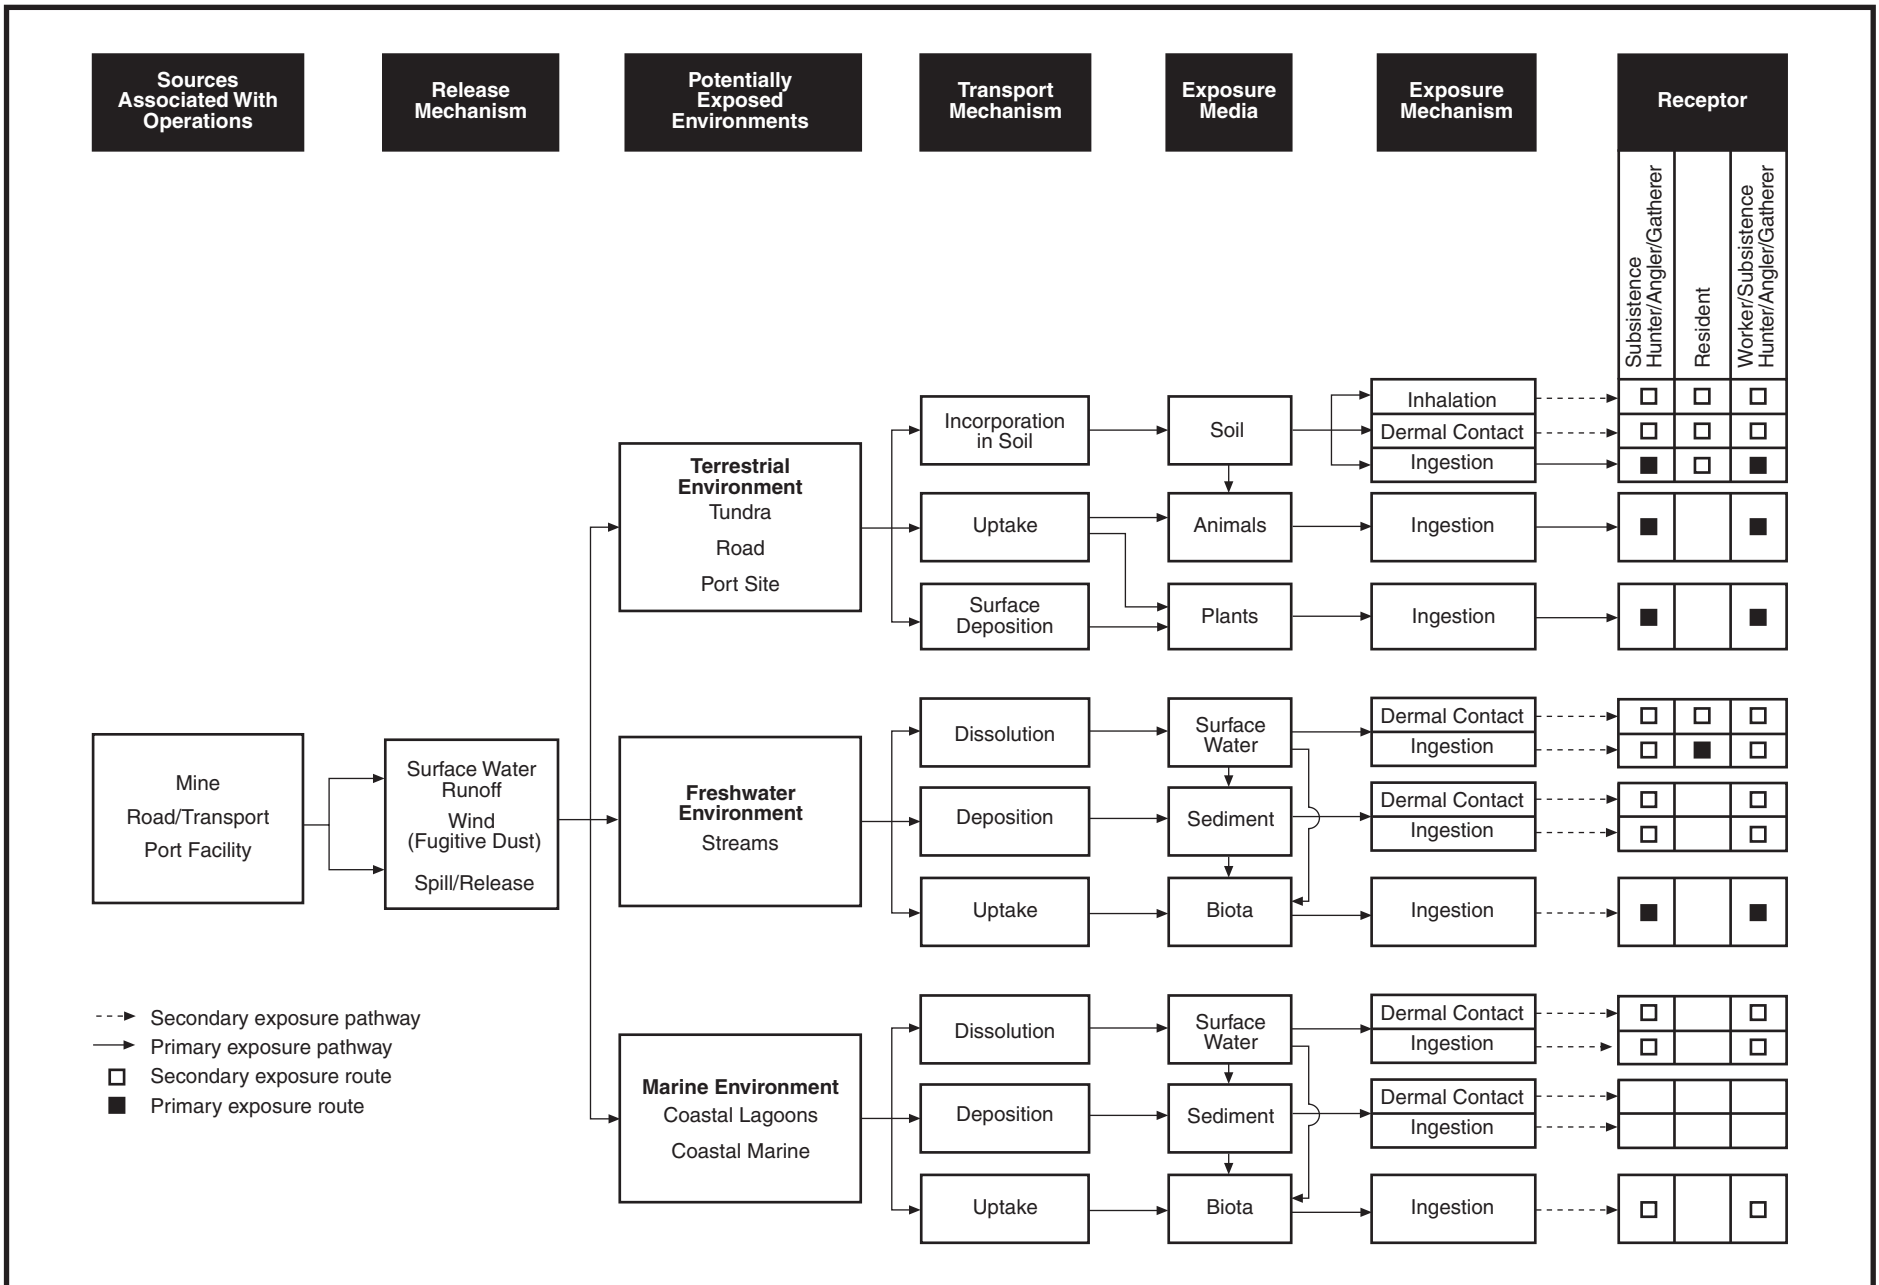 Sources
Associated With
Operations
Release
Mechanism
Potentially
Exposed
Environments
Transport
Mechanism
Exposure
Media
Exposure
Mechanism
Receptor
Subsistence
Hunter/Angler/Gatherer
Resident
Worker/Subsistence
Hunter/Angler/Gatherer
Mine
Road/Transport
Port Facility
Surface Water
Runoff
Wind
(Fugitive Dust)
Spill/Release
Terrestrial
Environment
Tundra
Road
Port Site
Incorporation
in Soil
Soil
Inhalation
Dermal Contact
Ingestion
Uptake
Animals
Ingestion
Surface
Deposition
Plants
Ingestion
Freshwater
Environment
Streams
Dissolution
Surface
Water
Dermal Contact
Ingestion
Deposition
Sediment
Dermal Contact
Ingestion
Uptake
Biota
Ingestion
Marine Environment
Coastal Lagoons
Coastal Marine
Dissolution
Surface
Water
Dermal Contact
Ingestion
Deposition
Sediment
Dermal Contact
Ingestion
Uptake
Biota
Ingestion
Secondary exposure pathway
Primary exposure pathway
Secondary exposure route
Primary exposure route